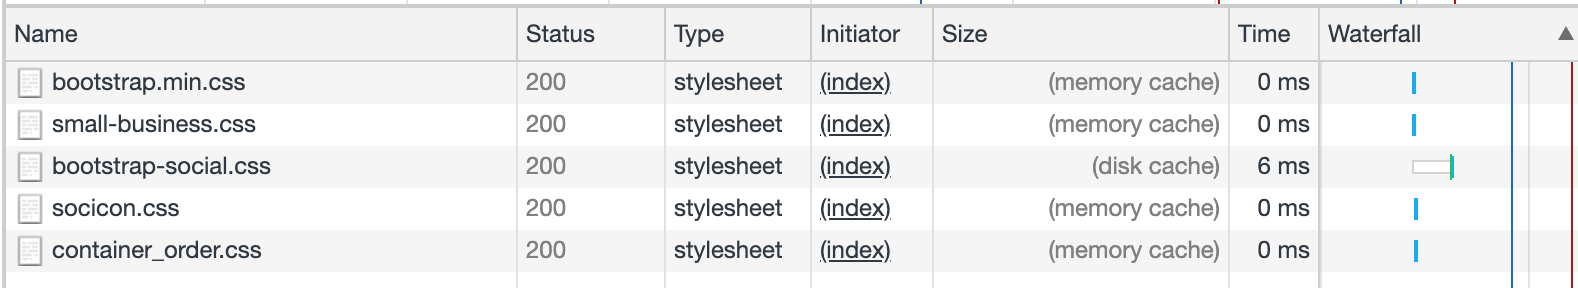 Name Status Type Initiator Size Time Waterfall ▲
bootstrap.min.css 200 stylesheet (index) (memory cache) 0 ms
small-business.css 200 stylesheet (index) (memory cache) 0 ms
bootstrap-social.css 200 stylesheet (index) (disk cache) 6 ms
socicon.css 200 stylesheet (index) (memory cache) 0 ms
container_order.css 200 stylesheet (index) (memory cache) 0 ms